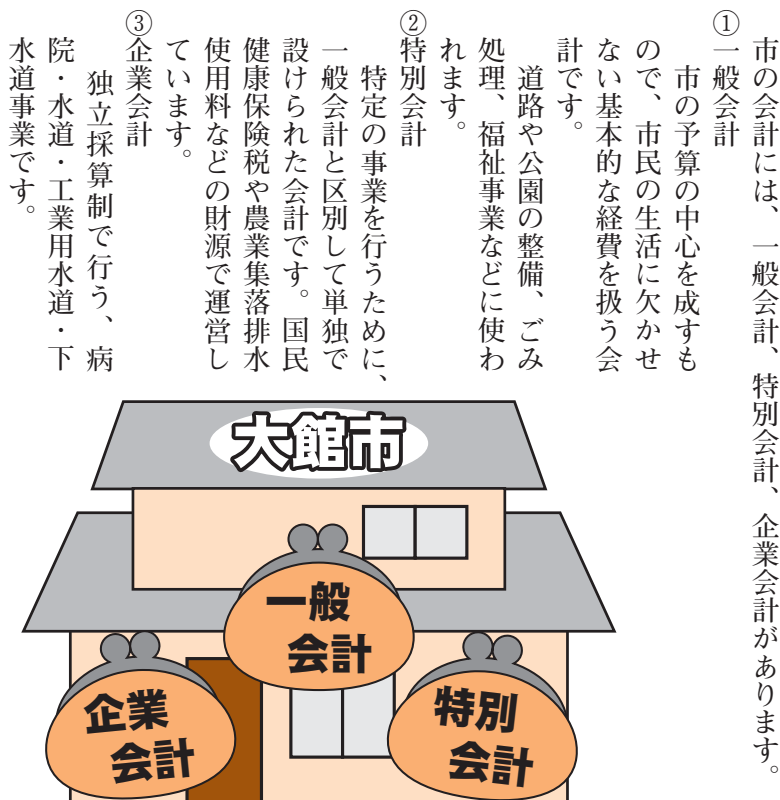 市の会計には、一般会計、特別会計、企業会計があります。
①一般会計
市の予算の中心を成すも
ので、市民の生活に欠かせ
ない基本的な経費を扱う会
計です。
道路や公園の整備、ごみ
処理、福祉事業などに使わ
れます。
②特別会計
特定の事業を行うために、
一般会計と区別して単独で
設けられた会計です。国民
健康保険税や農業集落排水
使用料などの財源で運営し
ています。
③企業会計
独立採算制で行う、病
院・水道・工業用水道・下
水道事業です。
大館市
一般
会計
企業
会計
特別
会計